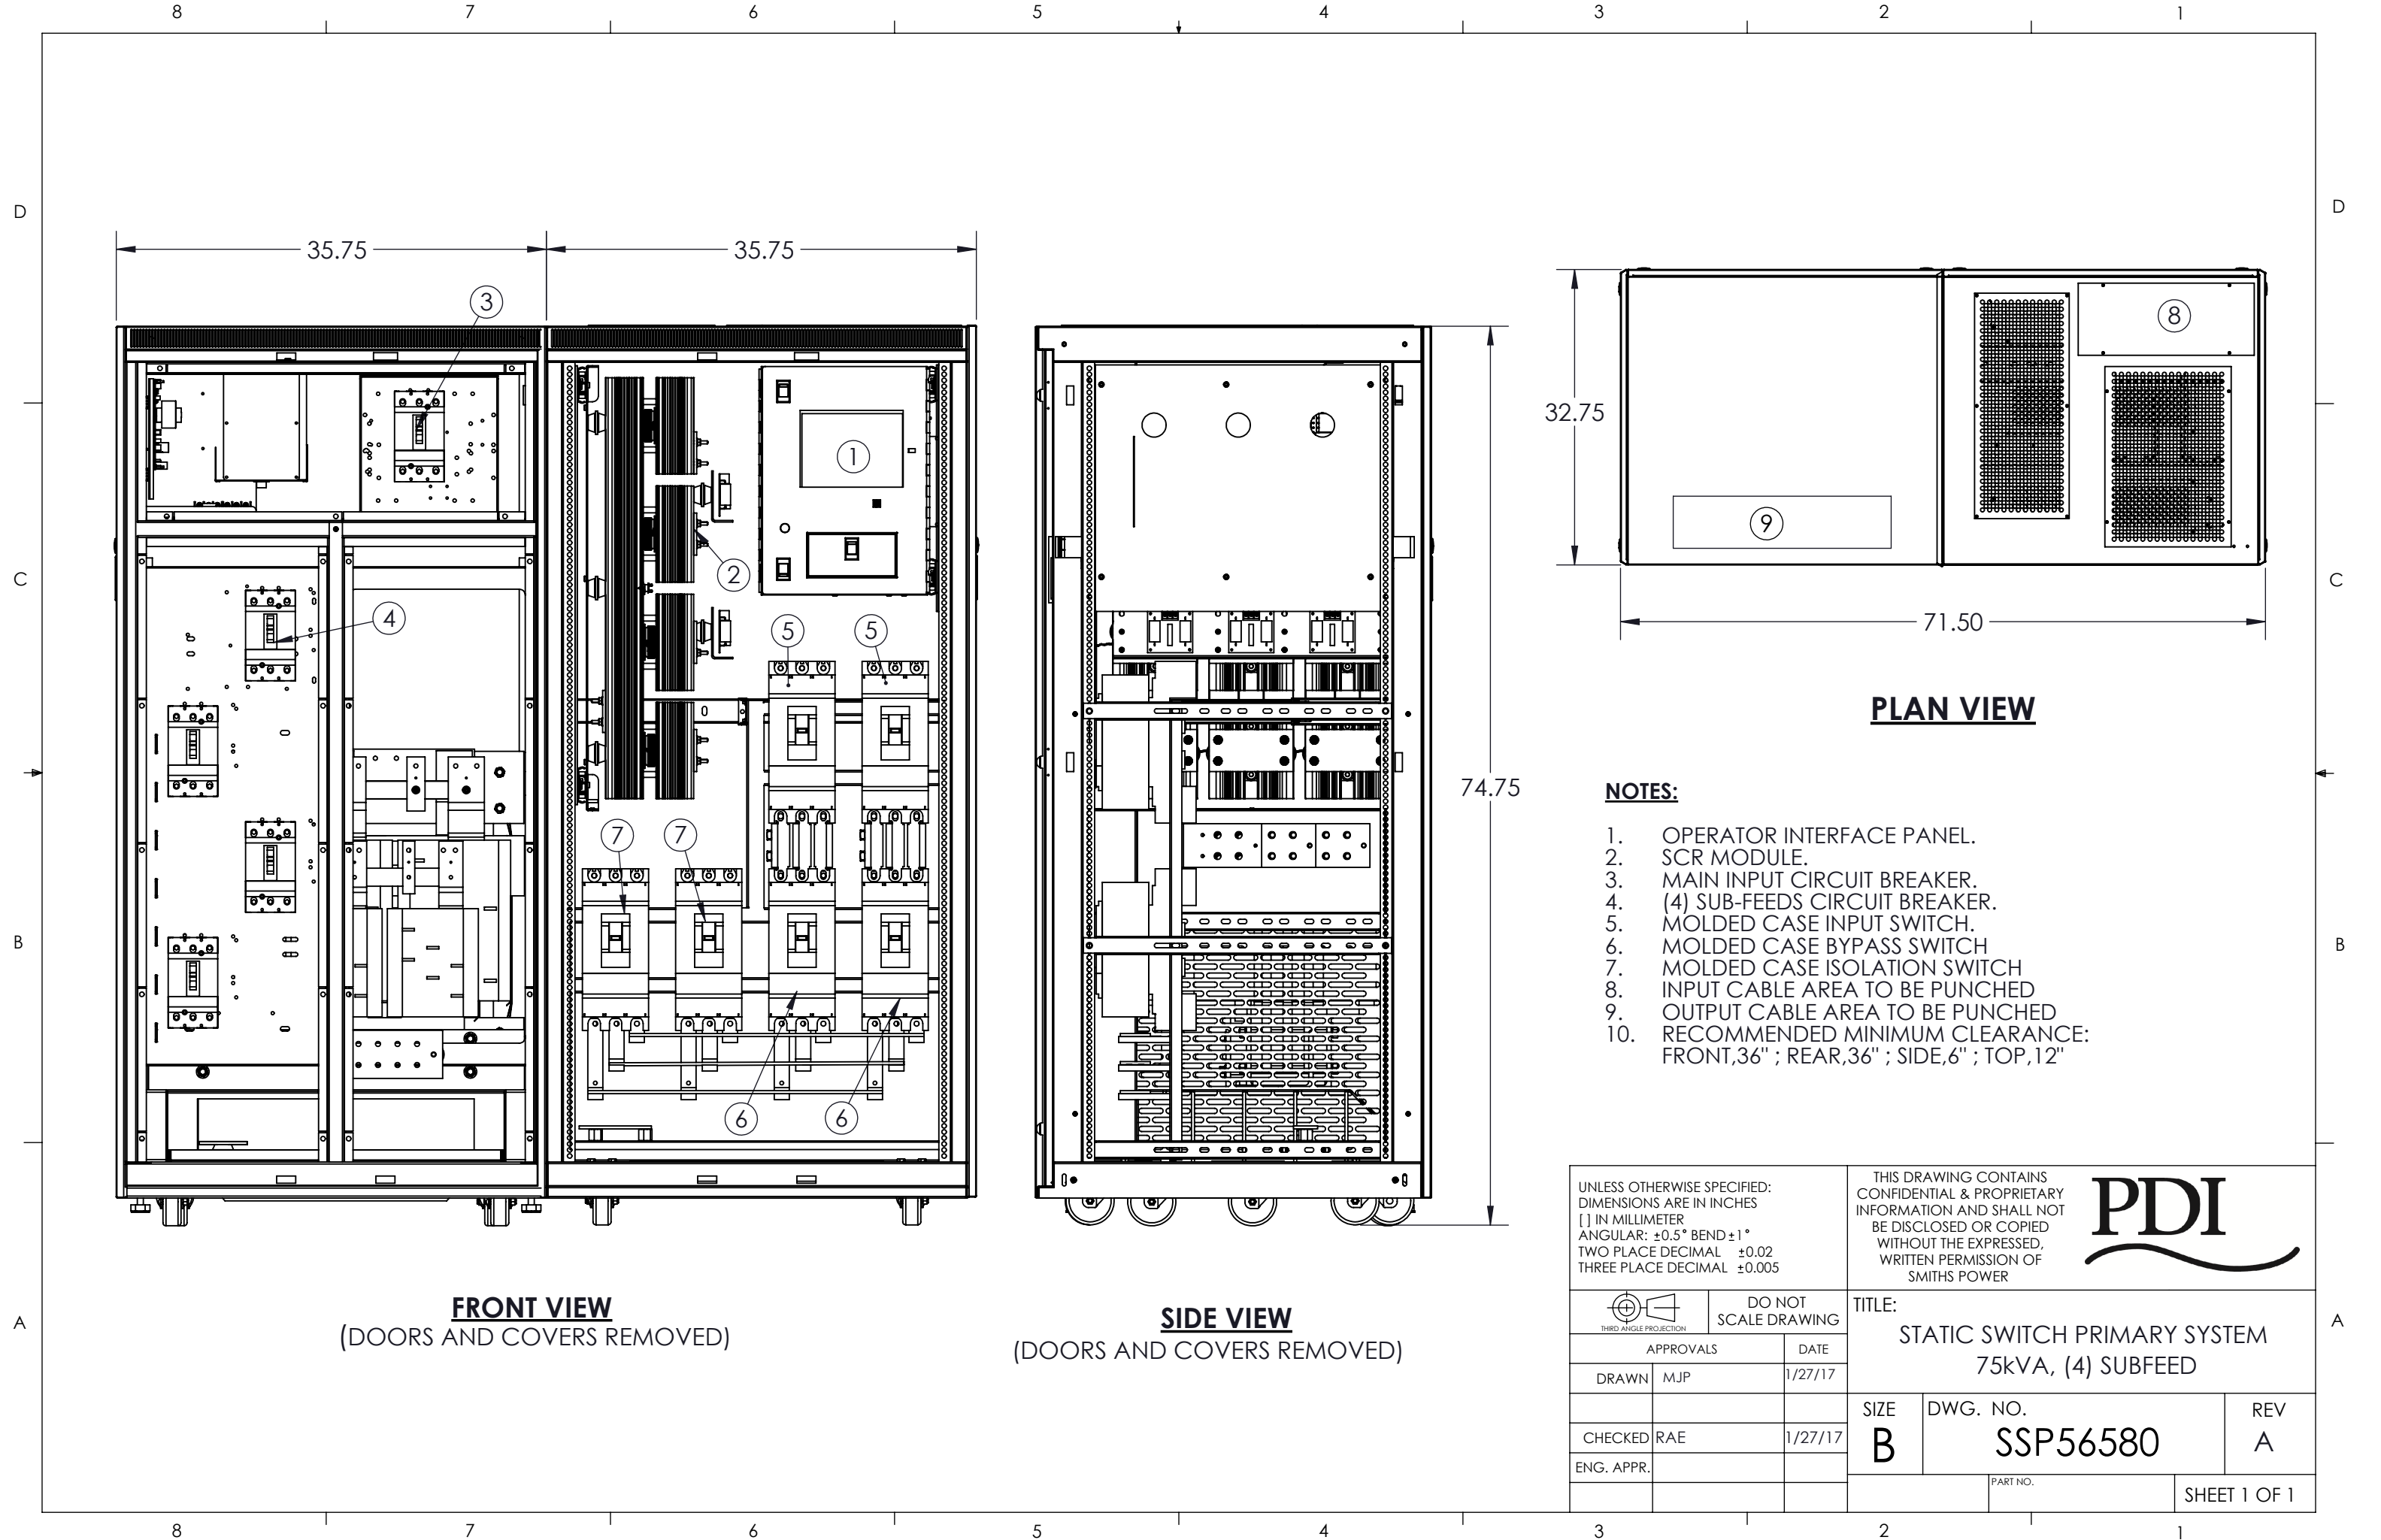 8 7 6 5 4 3 2 1
D
C
B
A
D
C
B
A
35.75
35.75
3
1
2
4
5
5
7
7
6
6
FRONT VIEW
(DOORS AND COVERS REMOVED)
74.75
SIDE VIEW
(DOORS AND COVERS REMOVED)
32.75
8
9
71.50
PLAN VIEW
NOTES:
1. OPERATOR INTERFACE PANEL.
2. SCR MODULE.
3. MAIN INPUT CIRCUIT BREAKER.
4. (4) SUB-FEEDS CIRCUIT BREAKER.
5. MOLDED CASE INPUT SWITCH.
6. MOLDED CASE BYPASS SWITCH
7. MOLDED CASE ISOLATION SWITCH
8. INPUT CABLE AREA TO BE PUNCHED
9. OUTPUT CABLE AREA TO BE PUNCHED
10. RECOMMENDED MINIMUM CLEARANCE:
FRONT,36" ; REAR,36" ; SIDE,6" ; TOP,12"
UNLESS OTHERWISE SPECIFIED:
DIMENSIONS ARE IN INCHES
[ ] IN MILLIMETER
ANGULAR: ±0.5° BEND ±1°
TWO PLACE DECIMAL ±0.02
THREE PLACE DECIMAL ±0.005
THIS DRAWING CONTAINS
CONFIDENTIAL & PROPRIETARY
INFORMATION AND SHALL NOT
BE DISCLOSED OR COPIED
WITHOUT THE EXPRESSED,
WRITTEN PERMISSION OF
SMITHS POWER
PDI
THIRD ANGLE PROJECTION
DO NOT
SCALE DRAWING
APPROVALS DATE
DRAWN MJP 1/27/17
CHECKED RAE 1/27/17
ENG. APPR.
TITLE:
STATIC SWITCH PRIMARY SYSTEM
75kVA, (4) SUBFEED
SIZE
B
DWG. NO.
SSP56580
REV
A
PART NO.
SHEET 1 OF 1
8 7 6 5 4 3 2 1